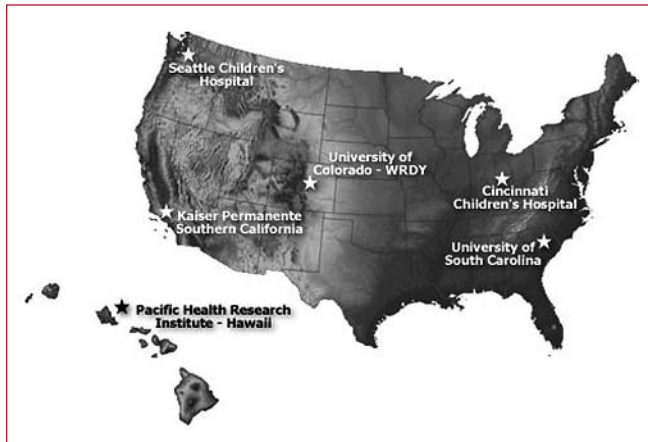 Seattle Children's
Hospital
University of
Colorado - WRDY
Cincinnati
Children's Hospital
Kaiser Permanente
Southern California
University of
South Carolina
Pacific Health Research
Institute - Hawaii